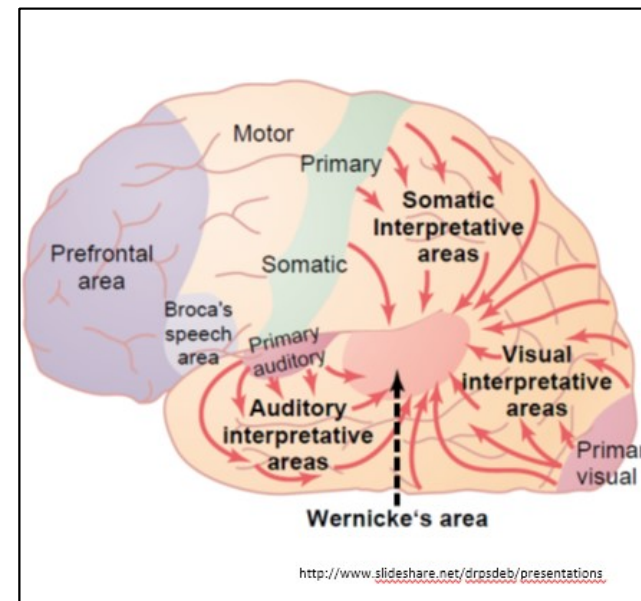 Motor
Primary
Somatic
Interpretative
areas
Prefrontal
area
Somatic
Broca's
speech
area
Primary
auditory
Visual
interpretative
areas
Auditory
interpretative
areas
Primar
visual
Wernicke's area
http://www.slideshare.net/drpsdeb/presentations